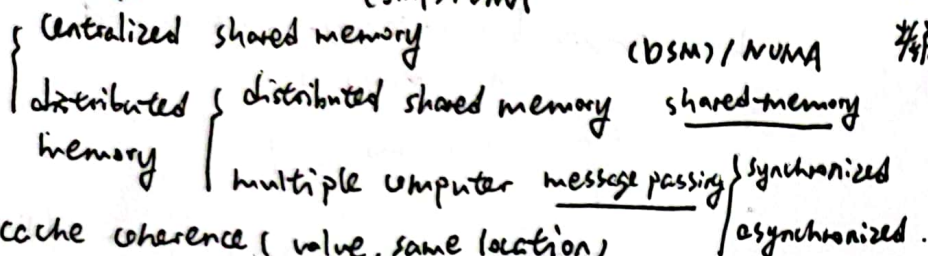 centralized shared memory
(DSM) / NUMA
distributed memory
distributed shared memory shared-memory
multiple computer message passing
synchronized
asynchronized.
cache coherence ( value, same location)